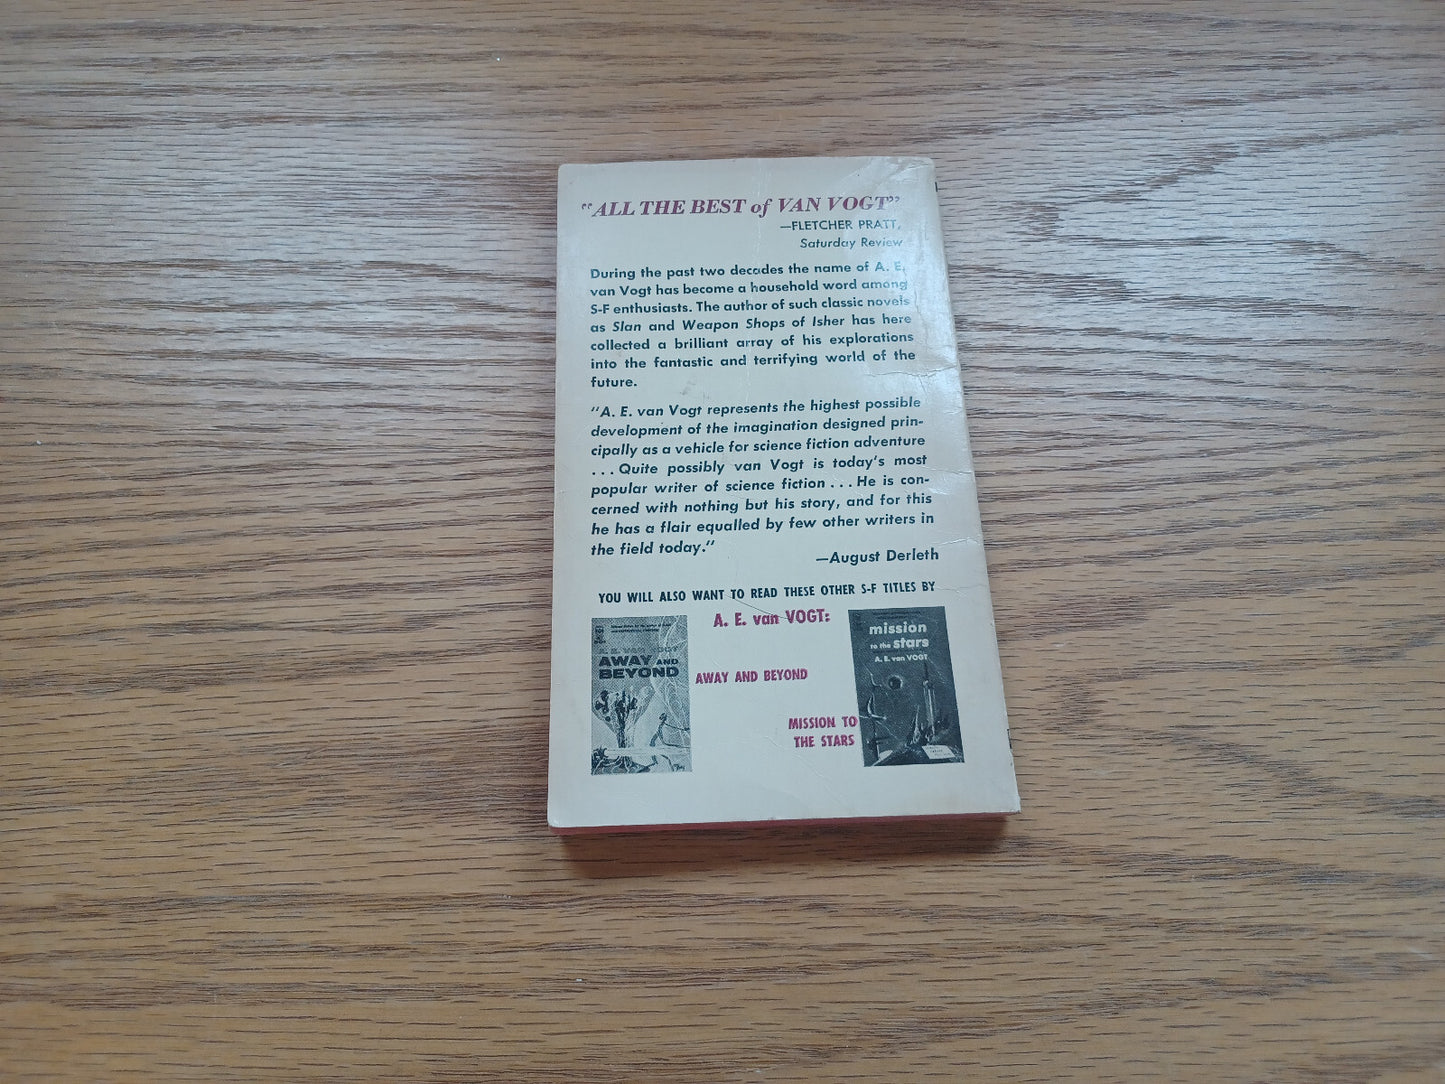 "ALL THE BEST of VAN VOGT"
—FLETCHER PRATT,
Saturday Review
During the past two decades the name of A. E.
van Vogt has become a household word among
S-F enthusiasts. The author of such classic novels
as Slan and Weapon Shops of Isher has here
collected a brilliant array of his explorations
into the fantastic and terrifying world of the
future.
"A. E. van Vogt represents the highest possible
development of the imagination designed prin-
cipally as a vehicle for science fiction adventure
... Quite possibly van Vogt is today's most
popular writer of science fiction ... He is con-
cerned with nothing but his story, and for this
he has a flair equalled by few other writers in
the field today."
—August Derleth
YOU WILL ALSO WANT TO READ THESE OTHER S-F TITLES BY
A. E. van VOGT:
A. E. VAN VOGT
AWAY AND
BEYOND
AWAY AND BEYOND
mission
to the stars
A. E. van VOGT
MISSION TO
THE STARS